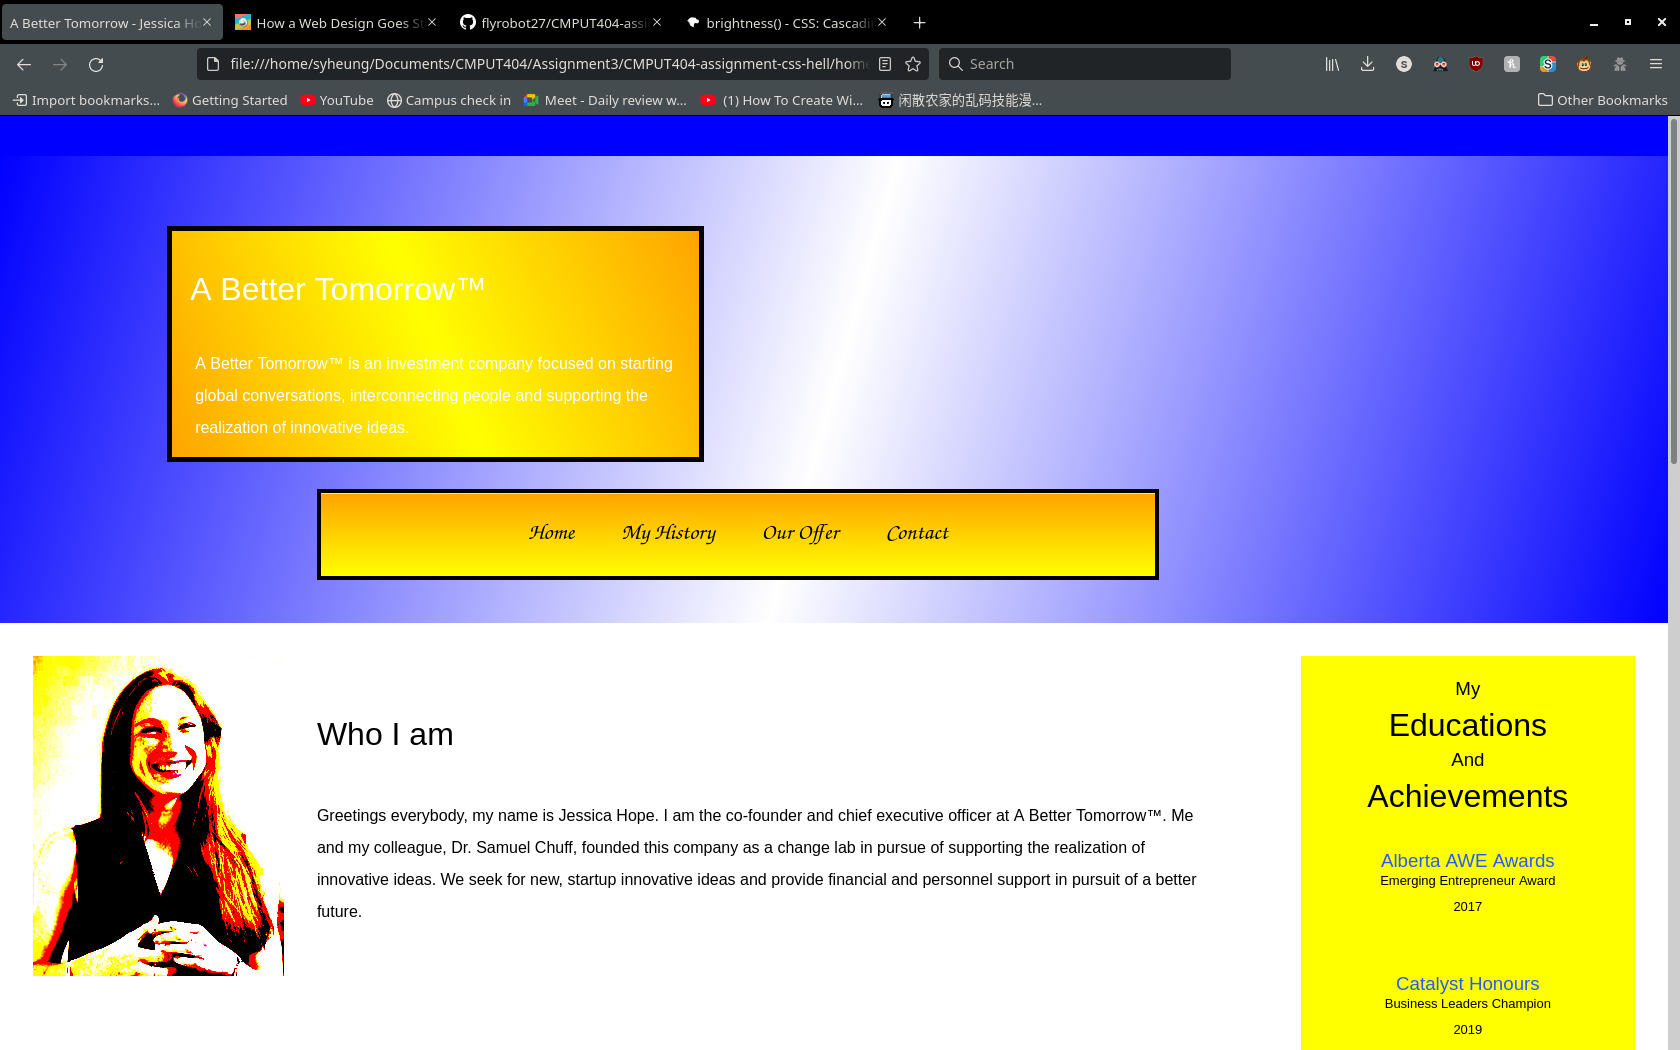 A Better Tomorrow - Jessica Ho
How a Web Design Goes St
flyrobot27/CMPUT404-assi
brightness() - CSS: Cascadin
file:///home/syheung/Documents/CMPUT404/Assignment3/CMPUT404-assignment-css-hell/home
Search
Import bookmarks...
Getting Started
YouTube
Campus check in
Meet - Daily review w...
(1) How To Create Wi...
闲散农家的乱码技能漫...
Other Bookmarks
A Better Tomorrow™
A Better Tomorrow™ is an investment company focused on starting
global conversations, interconnecting people and supporting the
realization of innovative ideas.
Home
My History
Our Offer
Contact
Who I am
Greetings everybody, my name is Jessica Hope. I am the co-founder and chief executive officer at A Better Tomorrow™. Me
and my colleague, Dr. Samuel Chuff, founded this company as a change lab in pursue of supporting the realization of
innovative ideas. We seek for new, startup innovative ideas and provide financial and personnel support in pursuit of a better
future.
My
Educations
And
Achievements
Alberta AWE Awards
Emerging Entrepreneur Award
2017
Catalyst Honours
Business Leaders Champion
2019